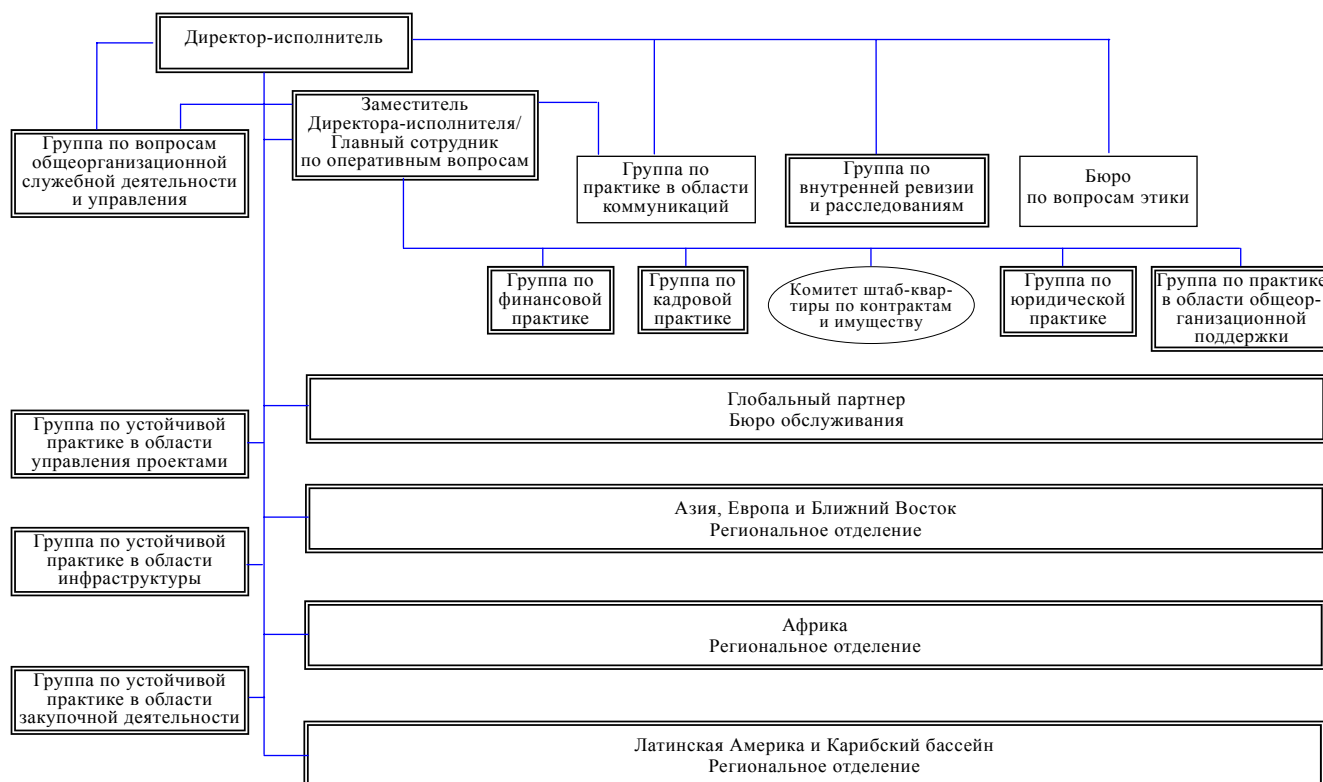 Директор-исполнитель
Заместитель
Директора-исполнителя/
Главный сотрудник
по оперативным вопросам
Группа по вопросам
общеорганизационной
служебной деятельности
и управления
Группа по
практике в области
коммуникаций
Группа по
внутренней ревизии
и расследованиям
Бюро
по вопросам этики
Группа по
финансовой
практике
Группа по
кадровой
практике
Комитет штаб-квар-
тиры по контрактам
и имуществу
Группа по
юридической
практике
Группа по практике
в области общеор-
ганизационной
поддержки
Глобальный партнер
Бюро обслуживания
Группа по устойчивой
практике в области
управления проектами
Азия, Европа и Ближний Восток
Региональное отделение
Группа по устойчивой
практике в области
инфраструктуры
Африка
Региональное отделение
Группа по устойчивой
практике в области
закупочной деятельности
Латинская Америка и Карибский бассейн
Региональное отделение